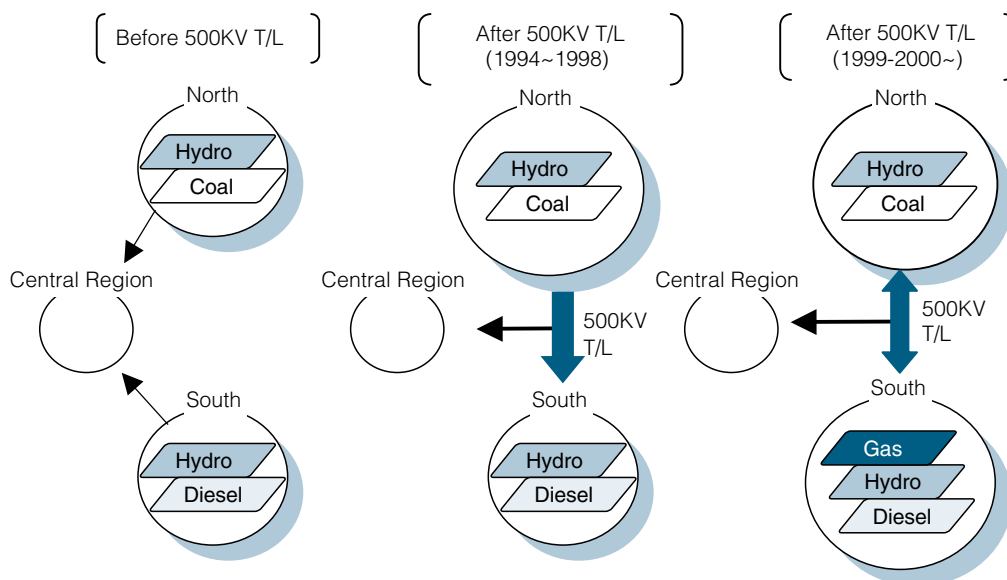 Before 500KV T/L
North
Hydro
Coal
Central Region
South
Hydro
Diesel
After 500KV T/L
(1994~1998)
North
Hydro
Coal
Central Region
500KV
T/L
South
Hydro
Diesel
After 500KV T/L
(1999-2000~)
North
Hydro
Coal
Central Region
500KV
T/L
South
Gas
Hydro
Diesel